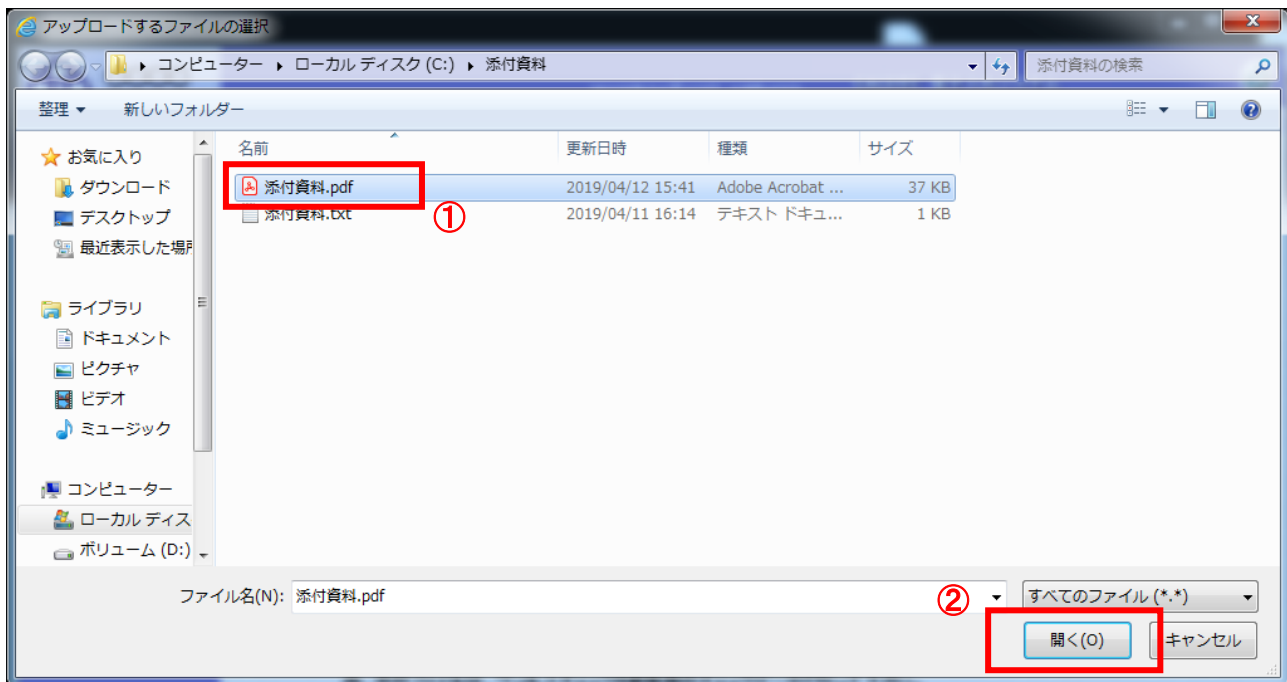 アップロードするファイルの選択
コンピューター ▸ ローカル ディスク (C:) ▸ 添付資料
添付資料の検索
整理 新しいフォルダー
名前 更新日時 種類 サイズ
添付資料.pdf 2019/04/12 15:41 Adobe Acrobat ... 37 KB
添付資料.txt 2019/04/11 16:14 テキスト ドキュ... 1 KB
①
お気に入り
ダウンロード
デスクトップ
最近表示した場所
ライブラリ
ドキュメント
ピクチャ
ビデオ
ミュージック
コンピューター
ローカル ディス
ボリューム (D:)
ファイル名(N): 添付資料.pdf
②
すべてのファイル (*.*)
開く(O) キャンセル